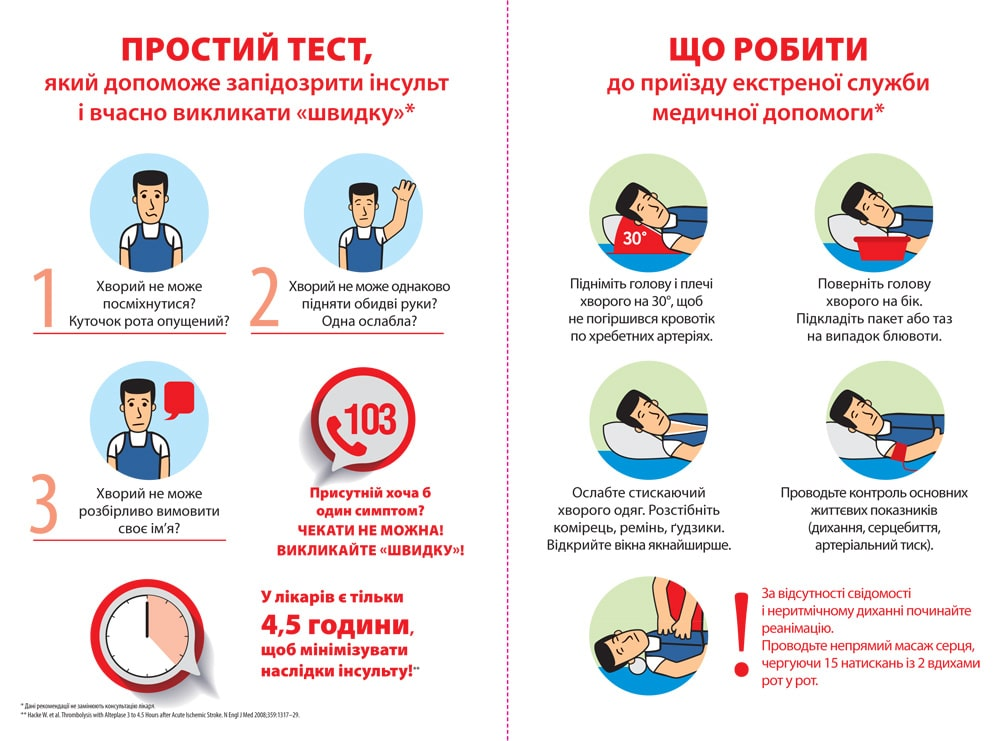 ПРОСТИЙ ТЕСТ,
який допоможе запідозрити інсульт
і вчасно викликати «швидку»*
1
Хворий не може
посміхнутися?
Куточок рота опущений?
2
Хворий не може однаково
підняти обидві руки?
Одна ослабла?
3
Хворий не може
розбірливо вимовити
своє ім’я?
103
Присутній хоча б
один симптом?
ЧЕКАТИ НЕ МОЖНА!
ВИКЛИКАЙТЕ «ШВИДКУ»!
У лікарів є тільки
4,5 години,
щоб мінімізувати
наслідки інсульту!**
* Дані рекомендації не замінюють консультацію лікаря.
** Hacke W. et al. Thrombolysis with Alteplase 3 to 4.5 Hours after Acute Ischemic Stroke. N Engl J Med 2008;359:1317–29.
ЩО РОБИТИ
до приїзду екстреної служби
медичної допомоги*
30°
Підніміть голову і плечі
хворого на 30°, щоб
не погіршився кровотік
по хребетних артеріях.
Поверніть голову
хворого на бік.
Підкладіть пакет або таз
на випадок блювоти.
Ослабте стискаючий
хворого одяг. Розстібніть
комірець, ремінь, ґудзики.
Відкрийте вікна якнайширше.
Проводьте контроль основних
життєвих показників
(дихання, серцебиття,
артеріальний тиск).
!
За відсутності свідомості
і неритмічному диханні починайте
реанімацію.
Проводьте непрямий масаж серця,
чергуючи 15 натискань із 2 вдихами
рот у рот.